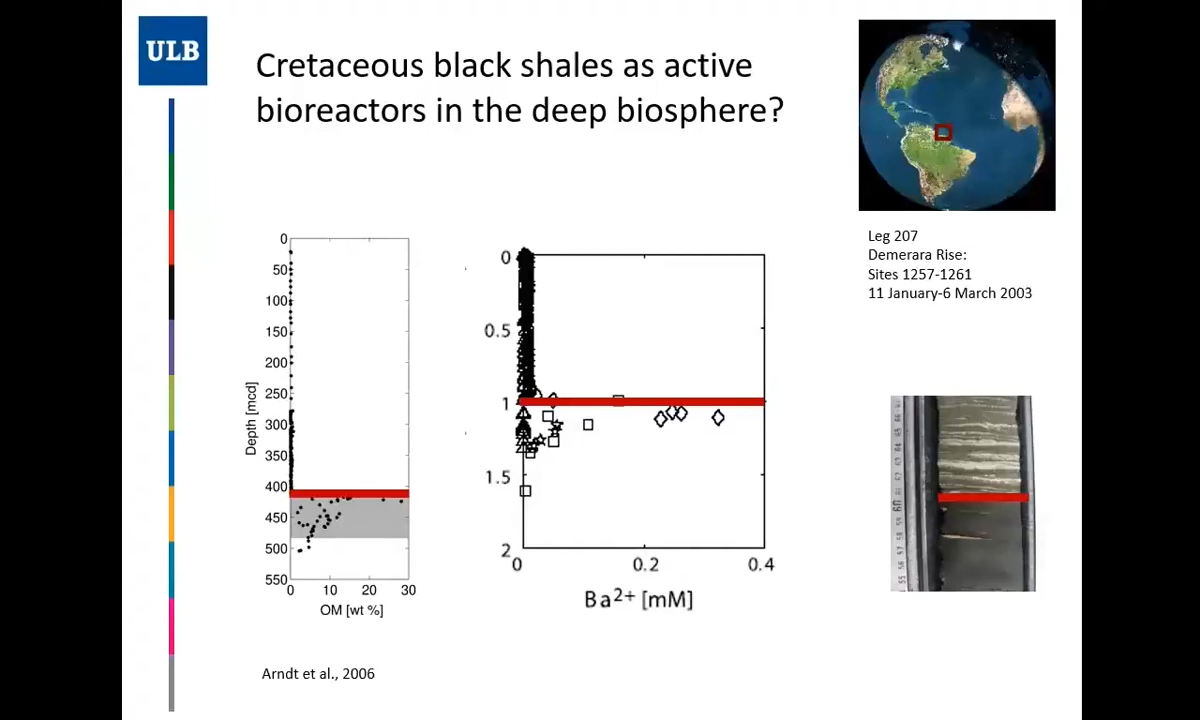 ULB
Cretaceous black shales as active
bioreactors in the deep biosphere?
Leg 207
Demerara Rise:
Sites 1257-1261
11 January-6 March 2003
Depth [mcd]
0
50
100
150
200
250
300
350
400
450
500
550
0 10 20 30
OM [wt %]
0
0.5
1
1.5
2
0 0.2 0.4
Ba2+ [mM]
Arndt et al., 2006